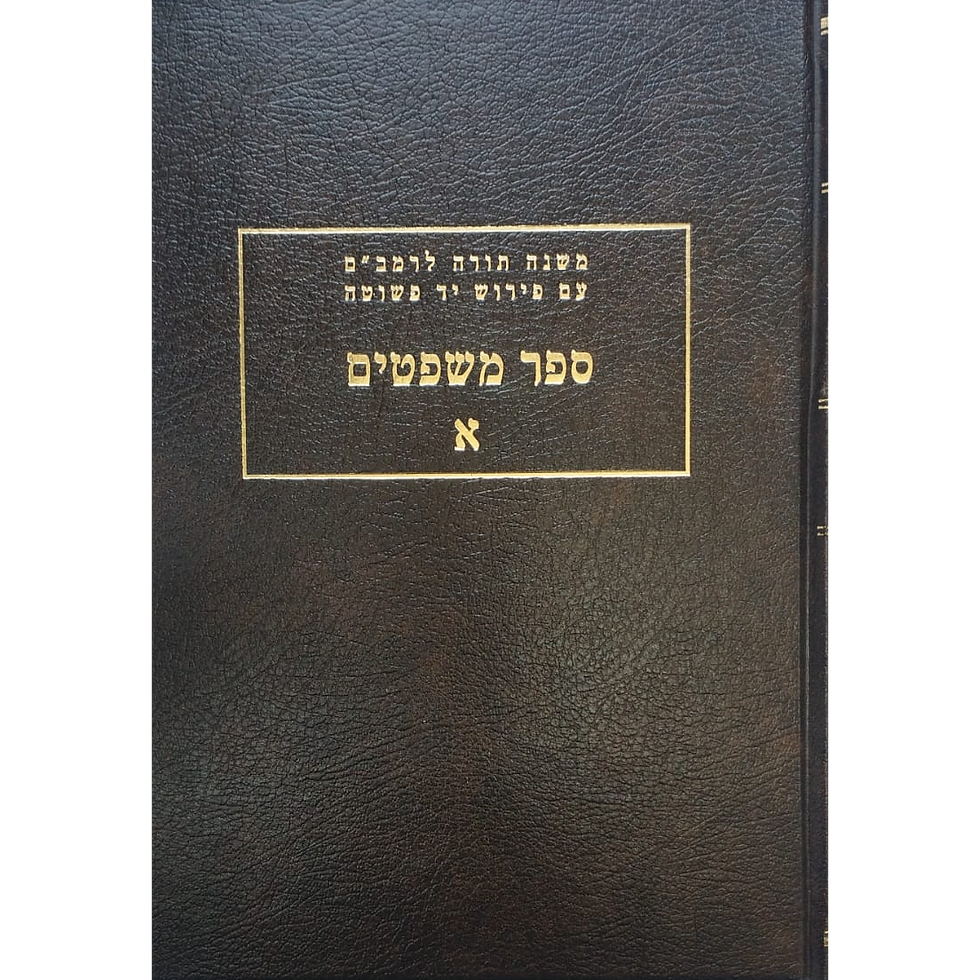 משנה תורה לרמב״ם
עם פירוש יד פשוטה
ספר משפטים
א